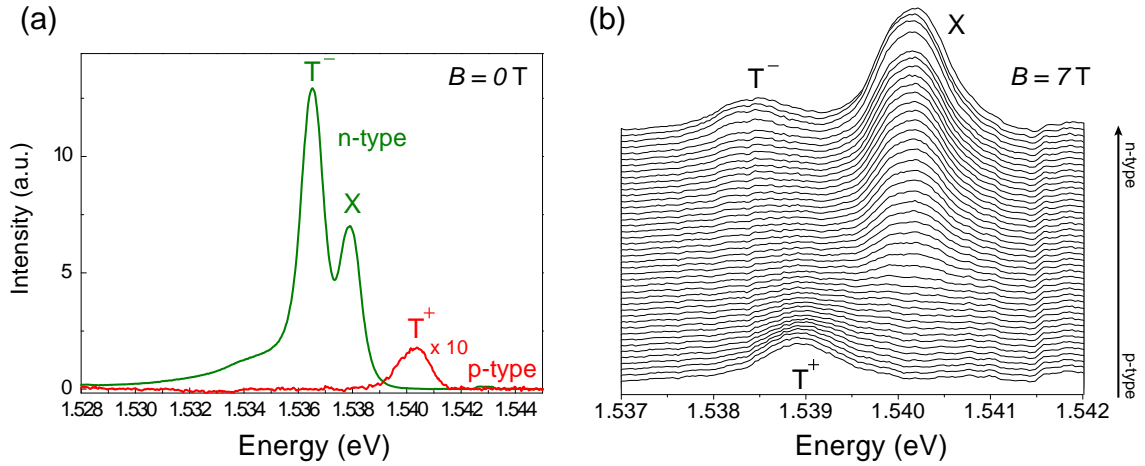 (a)
B = 0 T
T⁻
n-type
X
T⁺
x 10
p-type
Intensity (a.u.)
10
5
0
1.528 1.530 1.532 1.534 1.536 1.538 1.540 1.542 1.544
Energy (eV)
(b)
X
B = 7 T
T⁻
T⁺
n-type
p-type
1.537 1.538 1.539 1.540 1.541 1.542
Energy (eV)